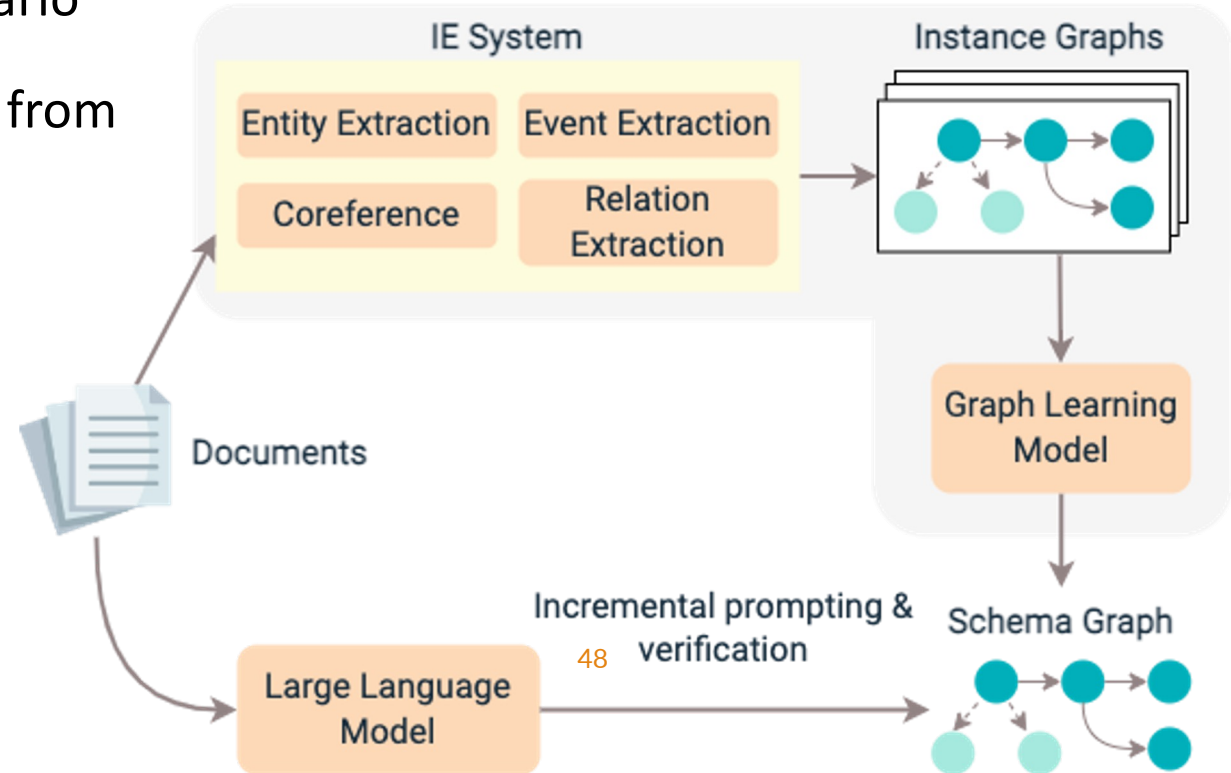 from
IE System
Instance Graphs
Entity Extraction
Event Extraction
Coreference
Relation
Extraction
Graph Learning
Model
Documents
Incremental prompting &
verification
48
Schema Graph
Large Language
Model